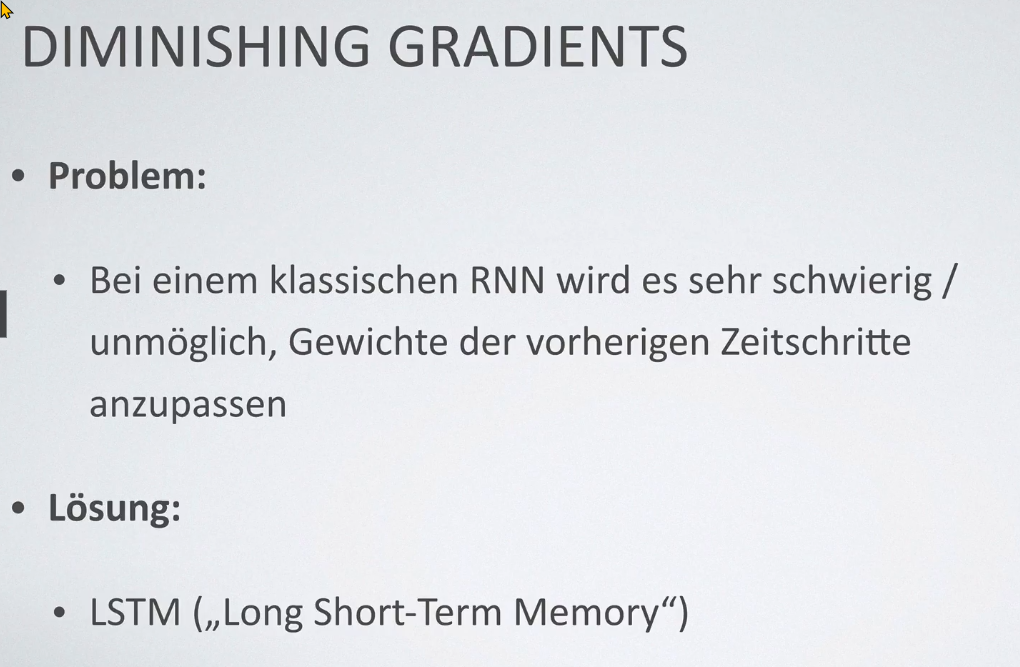 DIMINISHING GRADIENTS
• Problem:
• Bei einem klassischen RNN wird es sehr schwierig /
unmöglich, Gewichte der vorherigen Zeitschritte
anzupassen
• Lösung:
• LSTM („Long Short-Term Memory“)